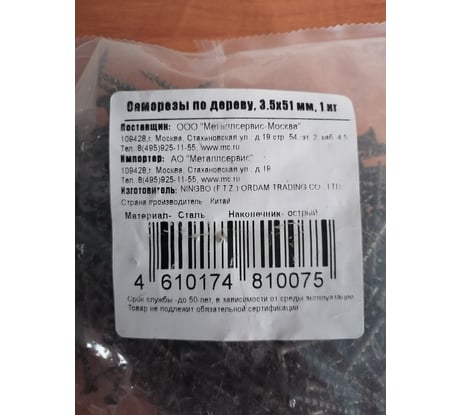 Саморезы по дереву, 3.5x51 мм, 1 кг
Поставщик: ООО "Металлсервис-Москва"
109428,г. Москва, Стахановская ул., д.19 стр. 54, эт. 2, каб. 4.5
Тел.:8(495)925-11-55, www.mc.ru
Импортер: АО "Металлсервис"
109428,г. Москва, Стахановская ул., д.19
Тел.:8(495)925-11-55, www.mc.ru
Изготовитель: NINGBO (F.T.Z.) ORDAM TRADING CO., LTD
Страна производитель: Китай
Материал- Сталь Наконечник- острый
4 610174 810075
Срок службы -до 50 лет, в зависимости от среды эксплуатации
Товар не подлежит обязательной сертификации